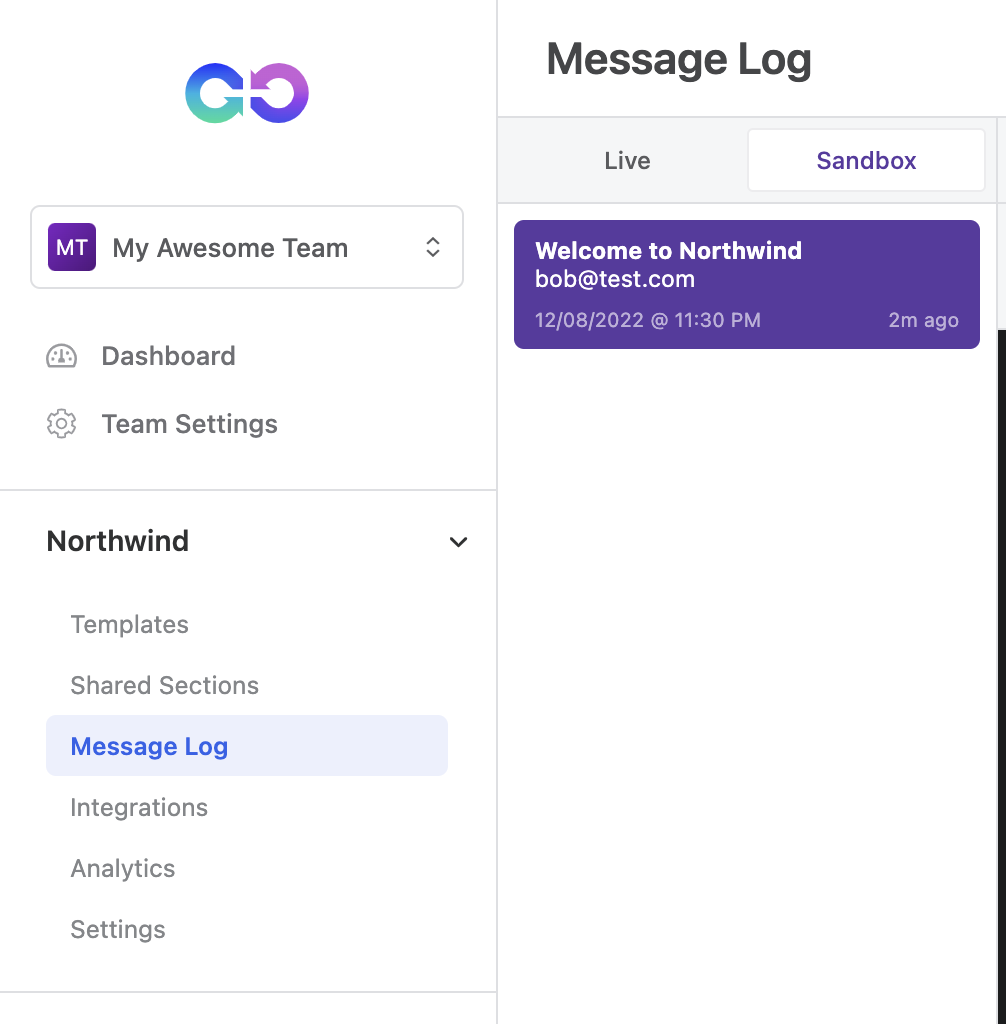 MT My Awesome Team
Dashboard
Team Settings
Northwind
Templates
Shared Sections
Message Log
Integrations
Analytics
Settings
Message Log
Live Sandbox
Welcome to Northwind
bob@test.com
12/08/2022 @ 11:30 PM 2m ago